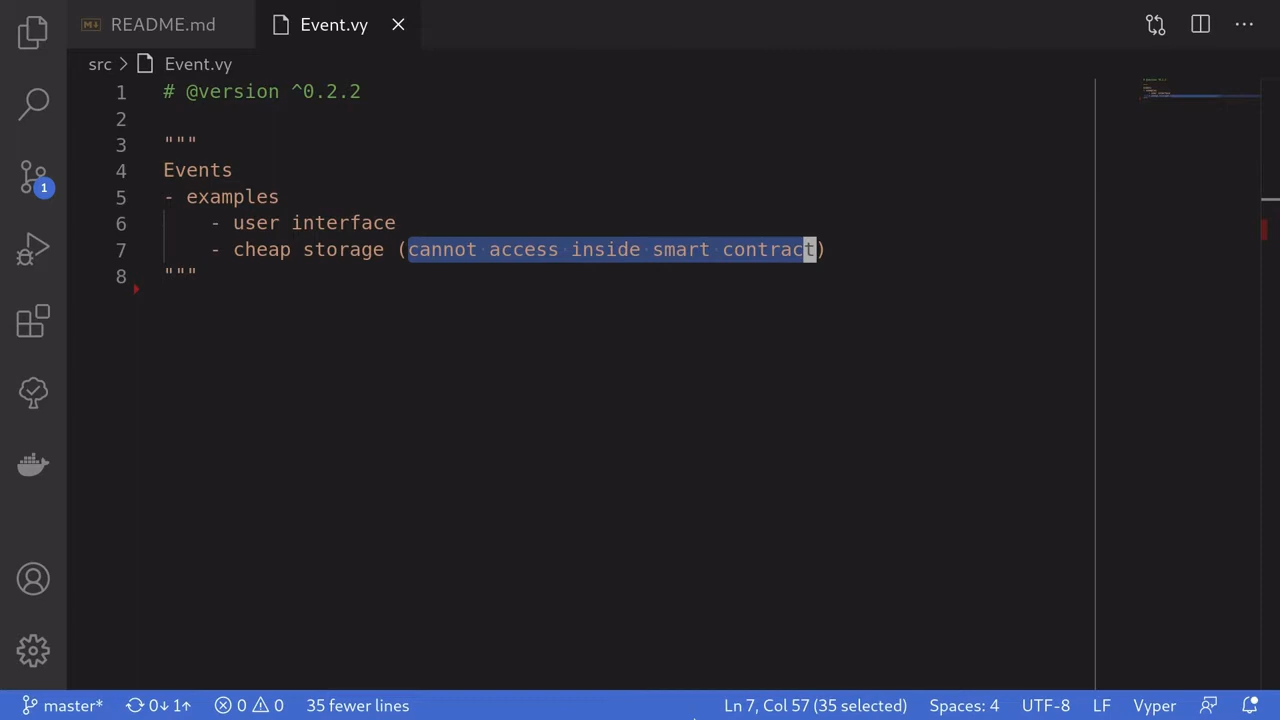 README.md
Event.vy
src
Event.vy
1 # @version ^0.2.2
2
3 """
4 Events
5 - examples
6 - user interface
7 - cheap storage (cannot access inside smart contract)
8 """
1
master*
0↓ 1↑
0
0
35 fewer lines
Ln 7, Col 57 (35 selected)
Spaces: 4
UTF-8
LF
Vyper